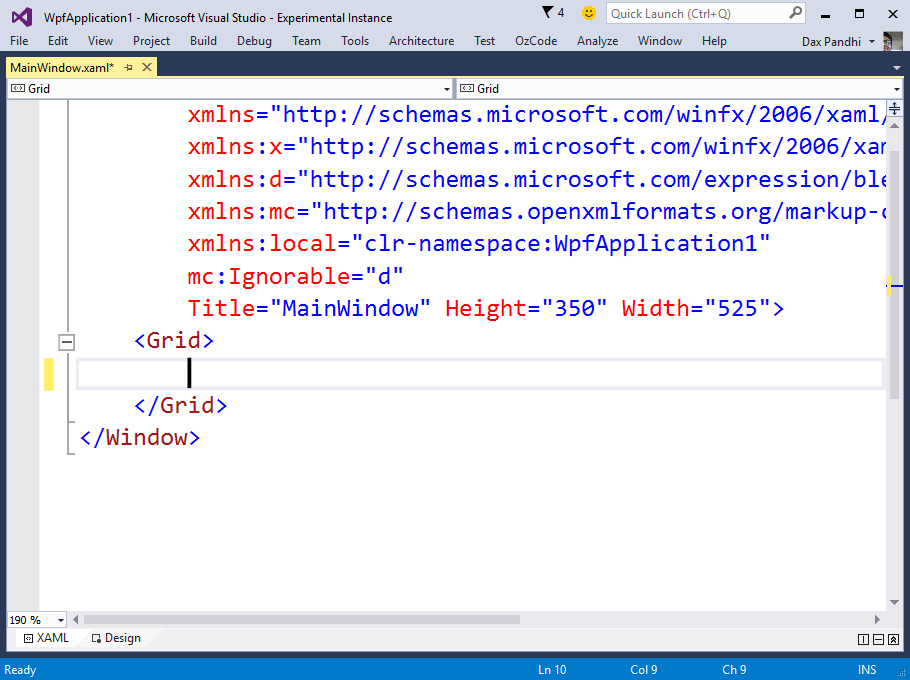 WpfApplication1 - Microsoft Visual Studio - Experimental Instance
4
Quick Launch (Ctrl+Q)
File Edit View Project Build Debug Team Tools Architecture Test OzCode Analyze Window Help Dax Pandhi
MainWindow.xaml*
Grid Grid
xmlns="http://schemas.microsoft.com/winfx/2006/xaml/
xmlns:x="http://schemas.microsoft.com/winfx/2006/xam
xmlns:d="http://schemas.microsoft.com/expression/ble
xmlns:mc="http://schemas.openxmlformats.org/markup-c
xmlns:local="clr-namespace:WpfApplication1"
mc:Ignorable="d"
Title="MainWindow" Height="350" Width="525">
<Grid>
</Grid>
</Window>
190 %
XAML Design
Ready Ln 10 Col 9 Ch 9 INS